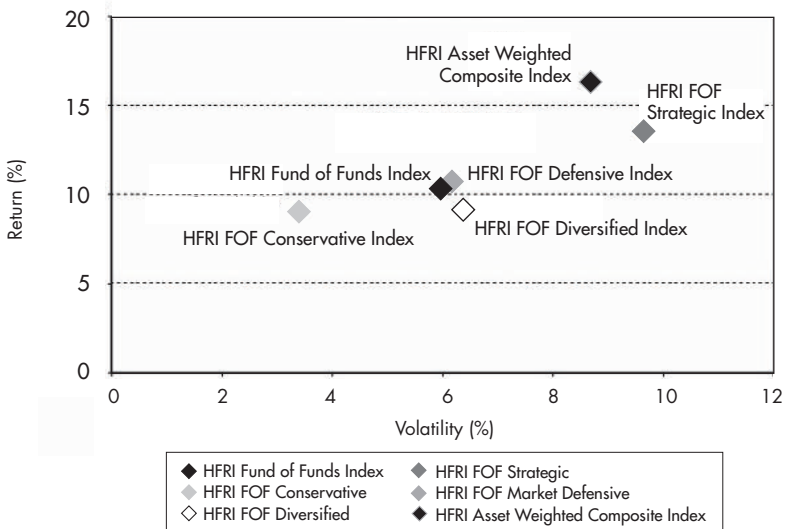 20
15
10
5
0
Return (%)
HFRI Asset Weighted
Composite Index
HFRI FOF
Strategic Index
HFRI Fund of Funds Index
HFRI FOF Defensive Index
HFRI FOF Conservative Index
HFRI FOF Diversified Index
0 2 4 6 8 10 12
Volatility (%)
HFRI Fund of Funds Index
HFRI FOF Strategic
HFRI FOF Conservative
HFRI FOF Market Defensive
HFRI FOF Diversified
HFRI Asset Weighted Composite Index